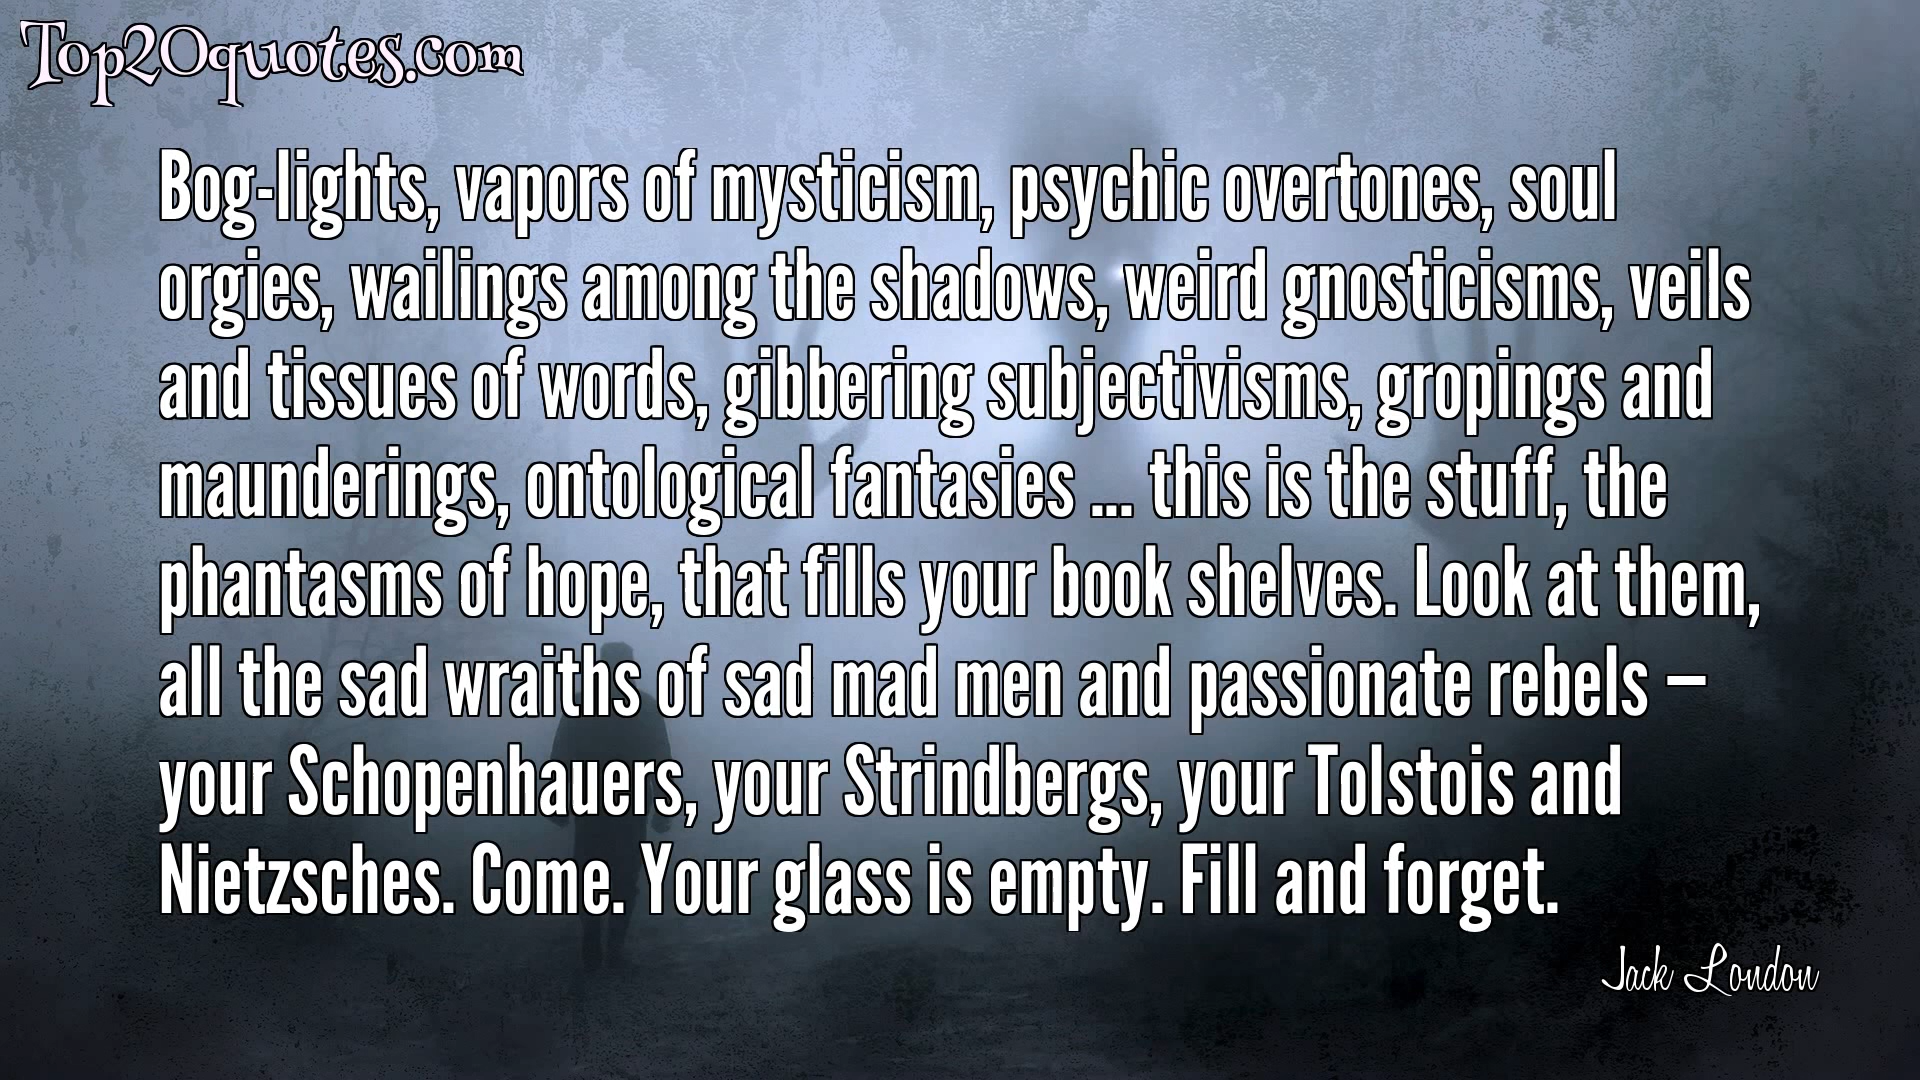 Top20quotes.com
Bog-lights, vapors of mysticism, psychic overtones, soul
orgies, wailings among the shadows, weird gnosticisms, veils
and tissues of words, gibbering subjectivisms, gropings and
maunderings, ontological fantasies ... this is the stuff, the
phantasms of hope, that fills your book shelves. Look at them,
all the sad wraiths of sad mad men and passionate rebels —
your Schopenhauers, your Strindbergs, your Tolstois and
Nietzsches. Come. Your glass is empty. Fill and forget.
Jack London